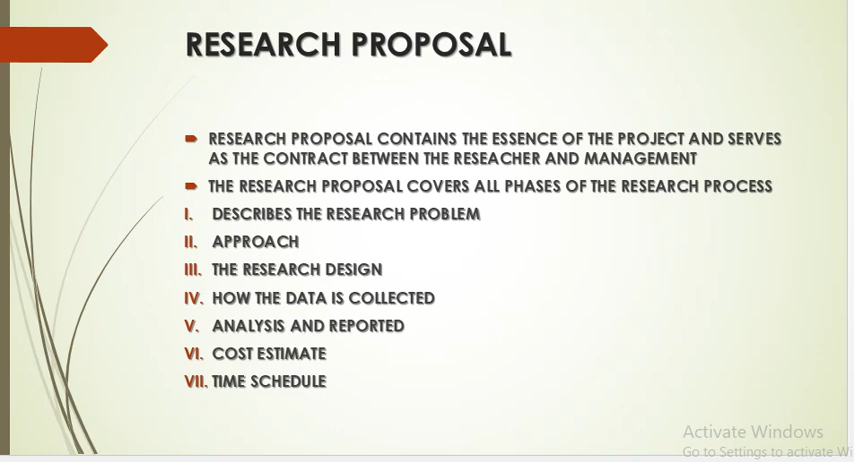 RESEARCH PROPOSAL
RESEARCH PROPOSAL CONTAINS THE ESSENCE OF THE PROJECT AND SERVES
AS THE CONTRACT BETWEEN THE RESEACHER AND MANAGEMENT
THE RESEARCH PROPOSAL COVERS ALL PHASES OF THE RESEARCH PROCESS
I. DESCRIBES THE RESEARCH PROBLEM
II. APPROACH
III. THE RESEARCH DESIGN
IV. HOW THE DATA IS COLLECTED
V. ANALYSIS AND REPORTED
VI. COST ESTIMATE
VII. TIME SCHEDULE
Activate Windows
Go to Settings to activate Wi